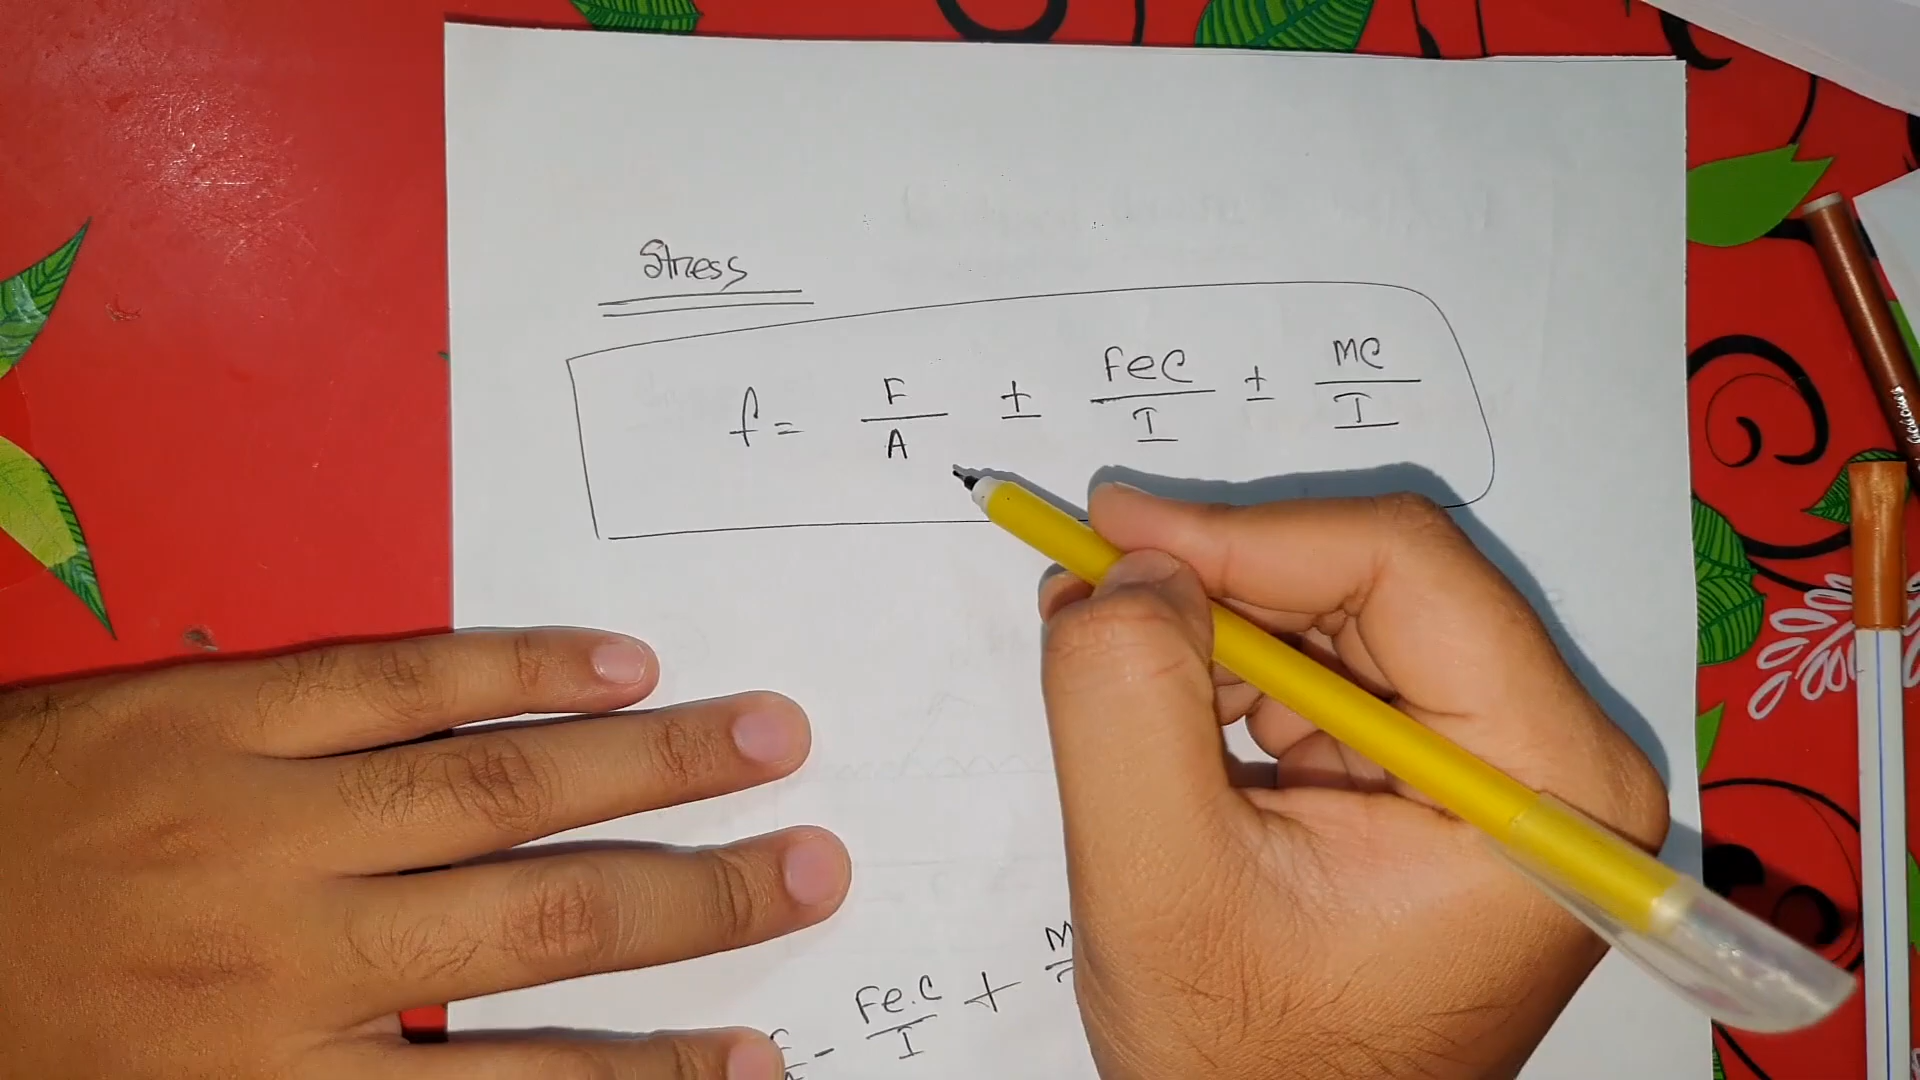 Stress
f = F/A ± FeC/I ± MC/I
- Fe.C/I + M